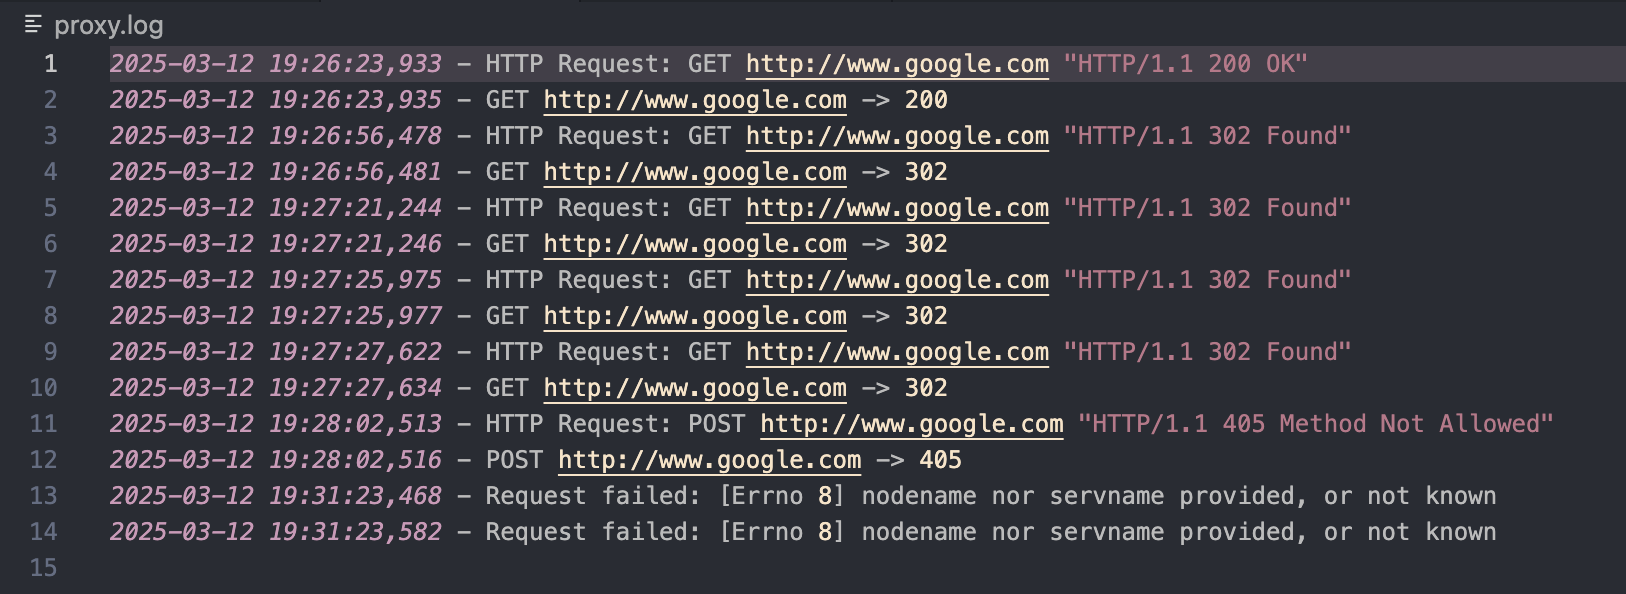 proxy.log
1 2025-03-12 19:26:23,933 - HTTP Request: GET http://www.google.com "HTTP/1.1 200 OK"
2 2025-03-12 19:26:23,935 - GET http://www.google.com -> 200
3 2025-03-12 19:26:56,478 - HTTP Request: GET http://www.google.com "HTTP/1.1 302 Found"
4 2025-03-12 19:26:56,481 - GET http://www.google.com -> 302
5 2025-03-12 19:27:21,244 - HTTP Request: GET http://www.google.com "HTTP/1.1 302 Found"
6 2025-03-12 19:27:21,246 - GET http://www.google.com -> 302
7 2025-03-12 19:27:25,975 - HTTP Request: GET http://www.google.com "HTTP/1.1 302 Found"
8 2025-03-12 19:27:25,977 - GET http://www.google.com -> 302
9 2025-03-12 19:27:27,622 - HTTP Request: GET http://www.google.com "HTTP/1.1 302 Found"
10 2025-03-12 19:27:27,634 - GET http://www.google.com -> 302
11 2025-03-12 19:28:02,513 - HTTP Request: POST http://www.google.com "HTTP/1.1 405 Method Not Allowed"
12 2025-03-12 19:28:02,516 - POST http://www.google.com -> 405
13 2025-03-12 19:31:23,468 - Request failed: [Errno 8] nodename nor servname provided, or not known
14 2025-03-12 19:31:23,582 - Request failed: [Errno 8] nodename nor servname provided, or not known
15